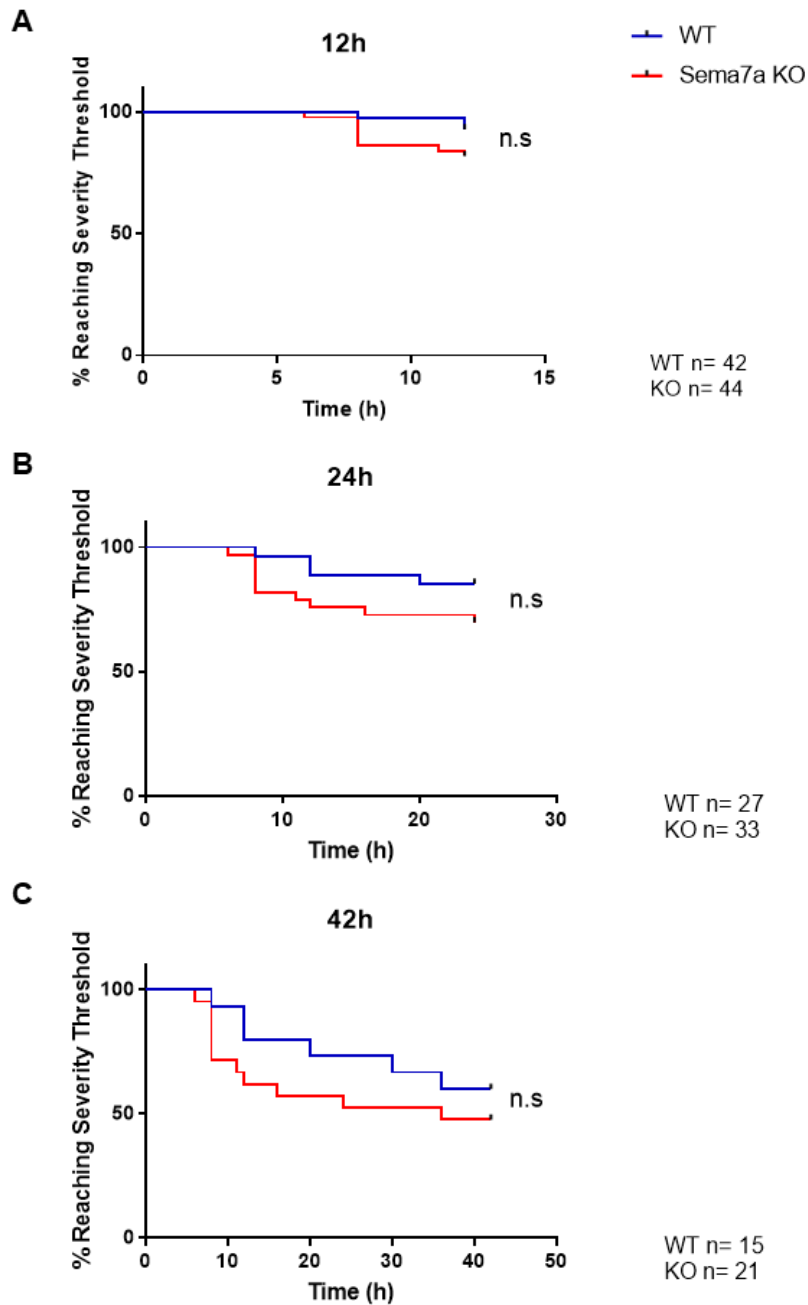 A
12h
WT
Sema7a KO
% Reaching Severity Threshold
100
50
0
0 5 10 15
Time (h)
n.s
WT n= 42
KO n= 44
B
24h
% Reaching Severity Threshold
100
50
0
0 10 20 30
Time (h)
n.s
WT n= 27
KO n= 33
C
42h
% Reaching Severity Threshold
100
50
0
0 10 20 30 40 50
Time (h)
n.s
WT n= 15
KO n= 21